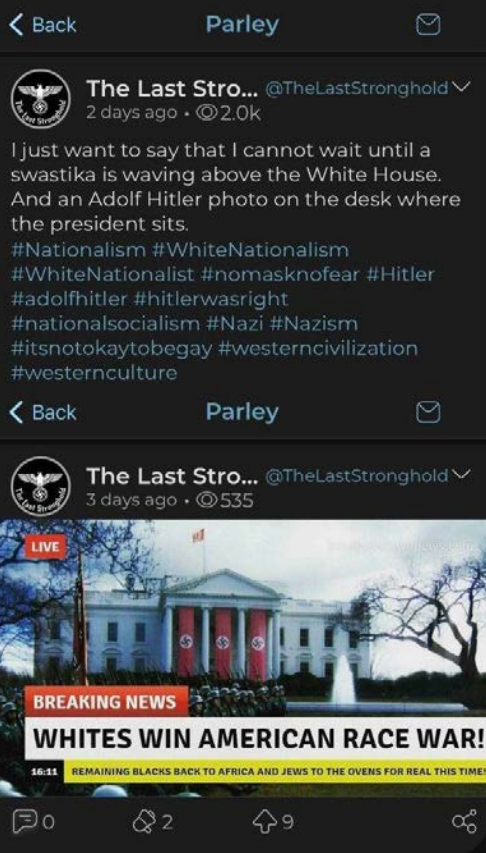 Back Parley
The Last Stro... @TheLastStronghold
2 days ago • 2.0k
I just want to say that I cannot wait until a
swastika is waving above the White House.
And an Adolf Hitler photo on the desk where
the president sits.
#Nationalism #WhiteNationalism
#WhiteNationalist #nomasknofear #Hitler
#adolfhitler #hitlerwasright
#nationalsocialism #Nazi #Nazism
#itsnotokaytobegay #westerncivilization
#westernculture
Back Parley
The Last Stro... @TheLastStronghold
3 days ago • 535
LIVE
BREAKING NEWS
WHITES WIN AMERICAN RACE WAR!
16:11 REMAINING BLACKS BACK TO AFRICA AND JEWS TO THE OVENS FOR REAL THIS TIME!
0 2 9